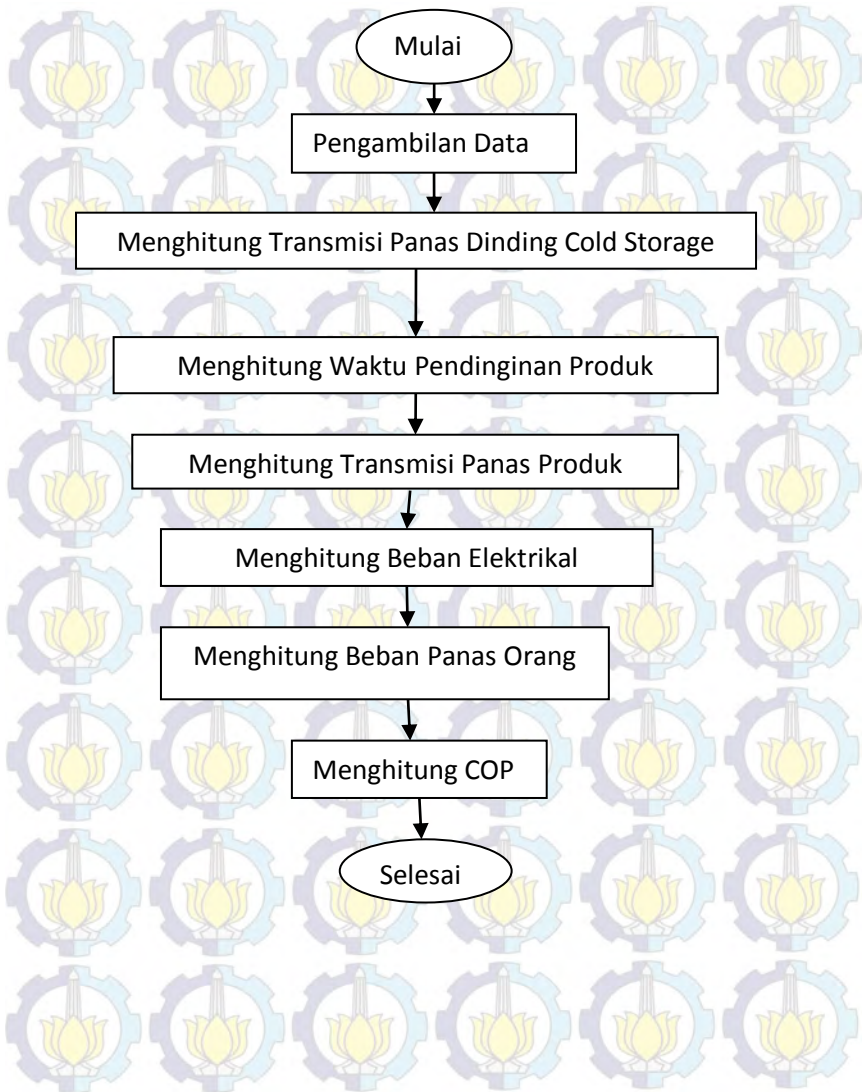 Mulai
Pengambilan Data
Menghitung Transmisi Panas Dinding Cold Storage
Menghitung Waktu Pendinginan Produk
Menghitung Transmisi Panas Produk
Menghitung Beban Elektrikal
Menghitung Beban Panas Orang
Menghitung COP
Selesai